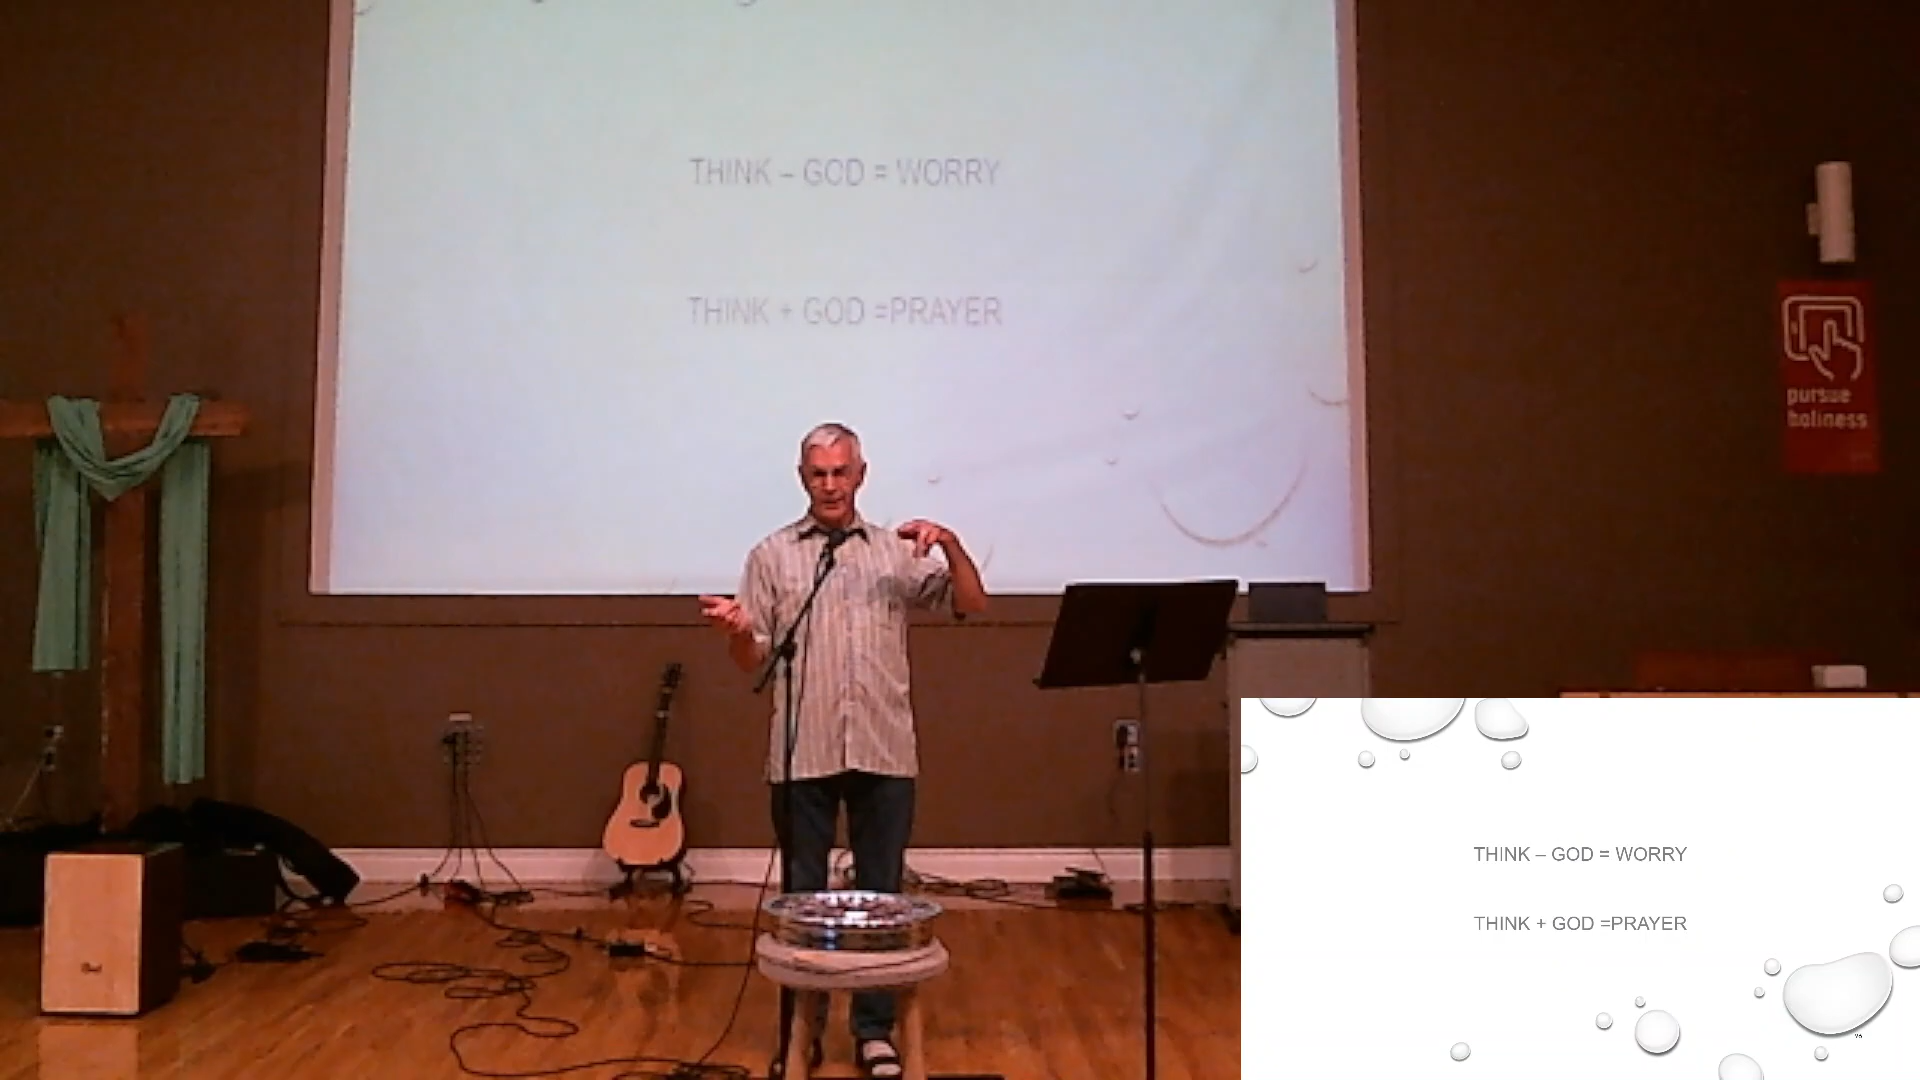 THINK – GOD = WORRY
THINK + GOD =PRAYER
pursue
holiness
THINK – GOD = WORRY
THINK + GOD =PRAYER